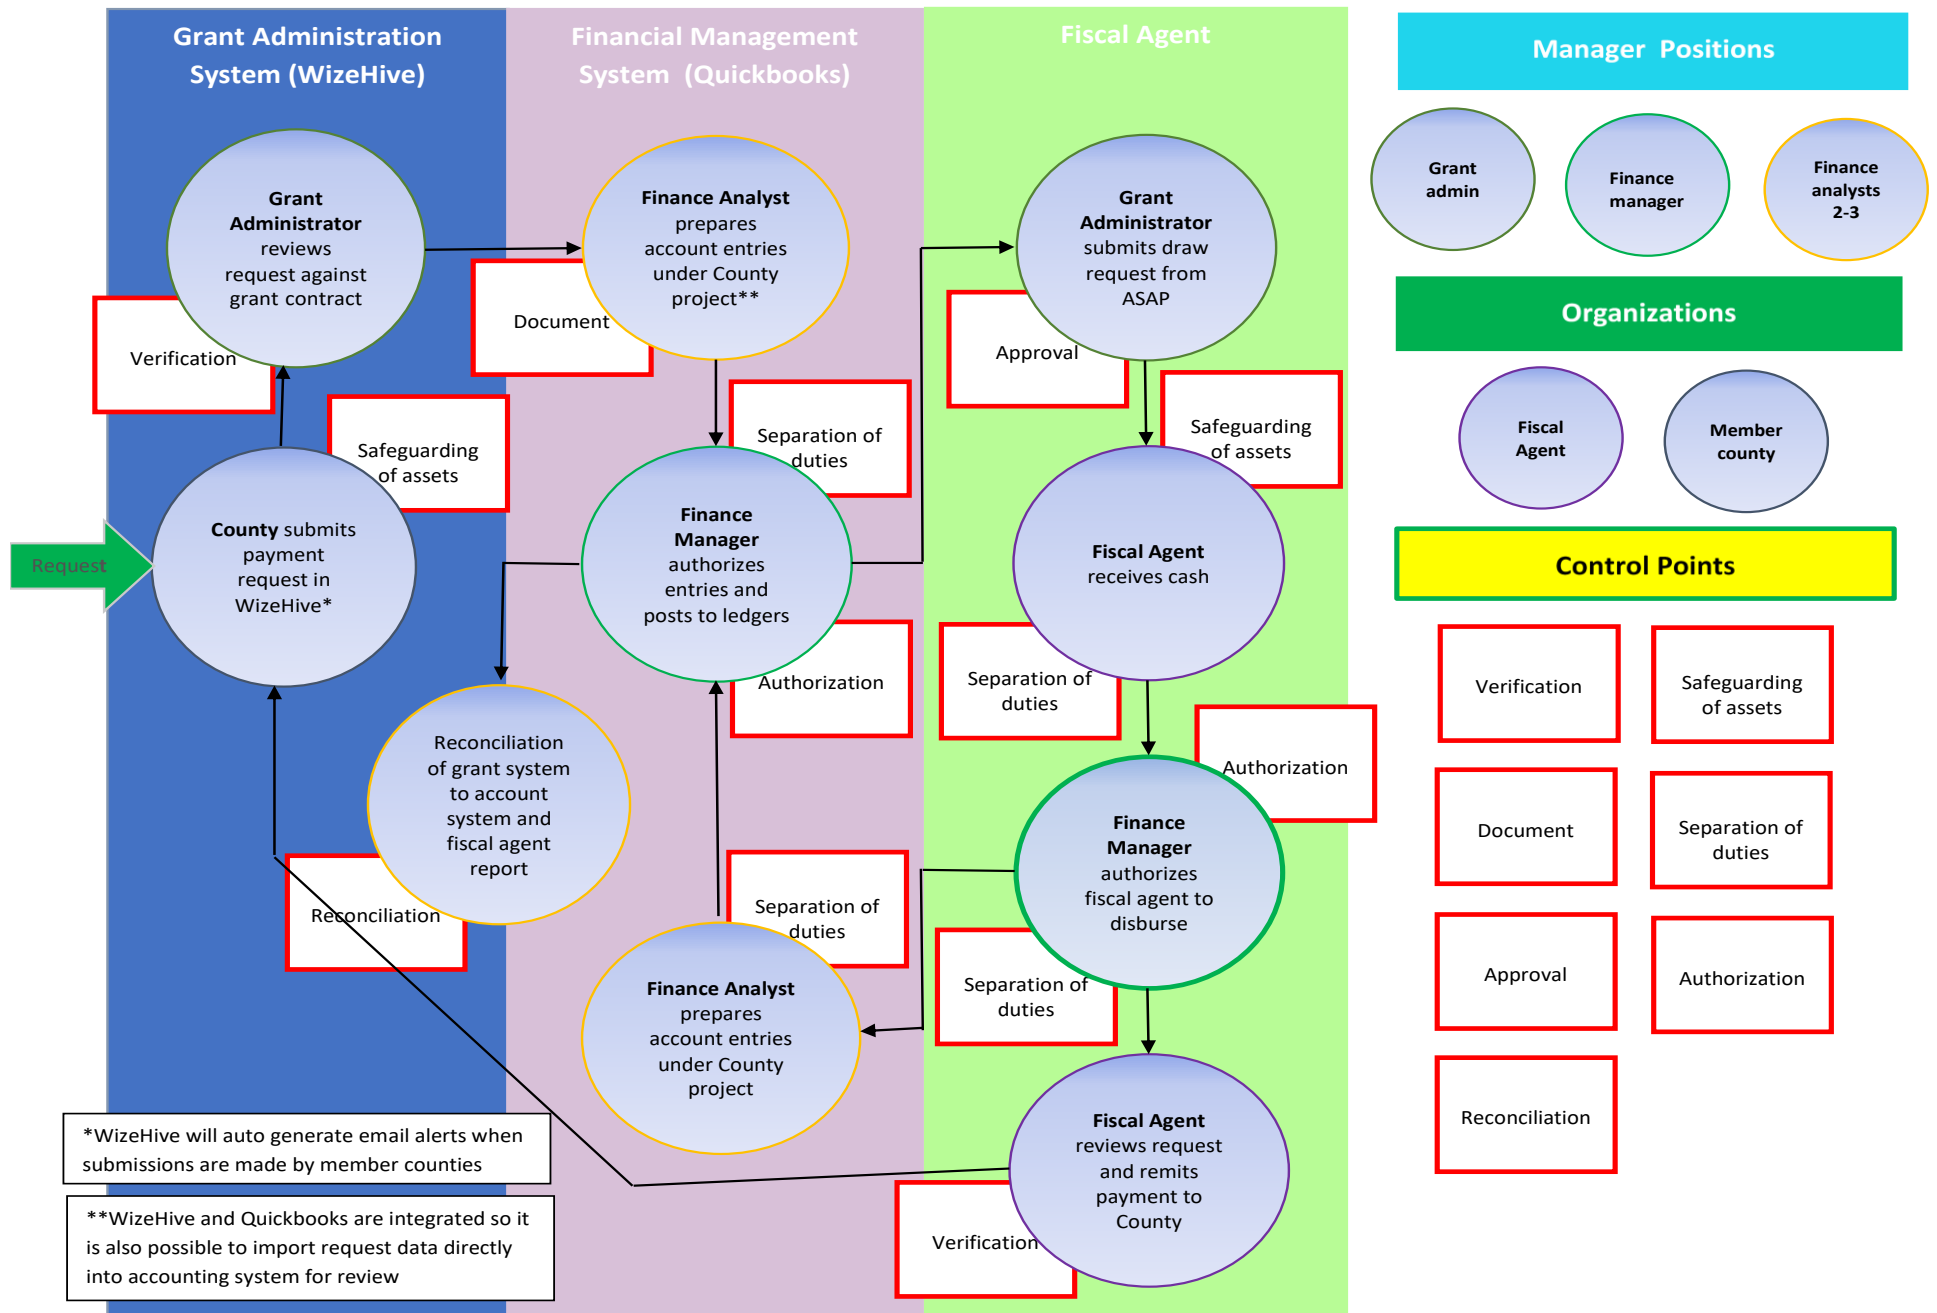 Grant Administration
System (WizeHive)
Financial Management
System (Quickbooks)
Fiscal Agent
Manager Positions
Grant
Administrator
reviews
request against
grant contract
Verification
Finance Analyst
prepares
account entries
under County
project**
Document
Grant
Administrator
submits draw
request from
ASAP
Approval
Grant
admin
Finance
manager
Finance
analysts
2-3
Organizations
Fiscal
Agent
Member
county
Safeguarding
of assets
Separation of
duties
Safeguarding
of assets
Request
County submits
payment
request in
WizeHive*
Finance
Manager
authorizes
entries and
posts to ledgers
Authorization
Fiscal Agent
receives cash
Separation of
duties
Control Points
Verification
Safeguarding
of assets
Document
Separation of
duties
Approval
Authorization
Reconciliation
Reconciliation
of grant system
to account
system and
fiscal agent
report
Reconciliation
Authorization
Finance
Manager
authorizes
fiscal agent to
disburse
Separation of
duties
Separation of
duties
Finance Analyst
prepares
account entries
under County
project
Fiscal Agent
reviews request
and remits
payment to
County
Verification
*WizeHive will auto generate email alerts when
submissions are made by member counties
**WizeHive and Quickbooks are integrated so it
is also possible to import request data directly
into accounting system for review